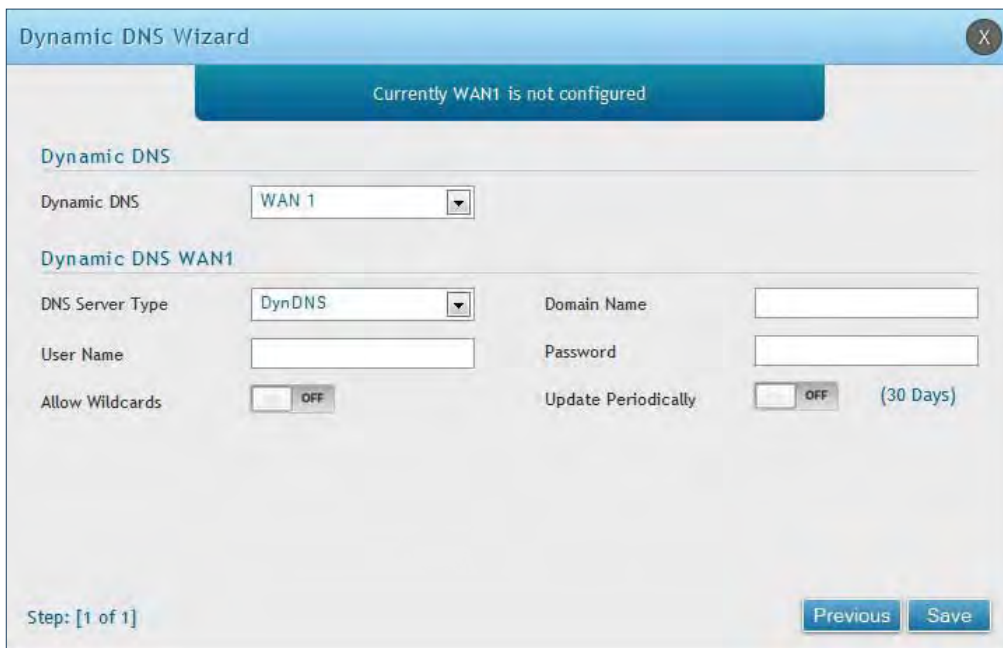 Dynamic DNS Wizard
X
Currently WAN1 is not configured
Dynamic DNS
Dynamic DNS WAN 1
Dynamic DNS WAN1
DNS Server Type DynDNS Domain Name
User Name Password
Allow Wildcards OFF Update Periodically OFF (30 Days)
Step: [1 of 1] Previous Save